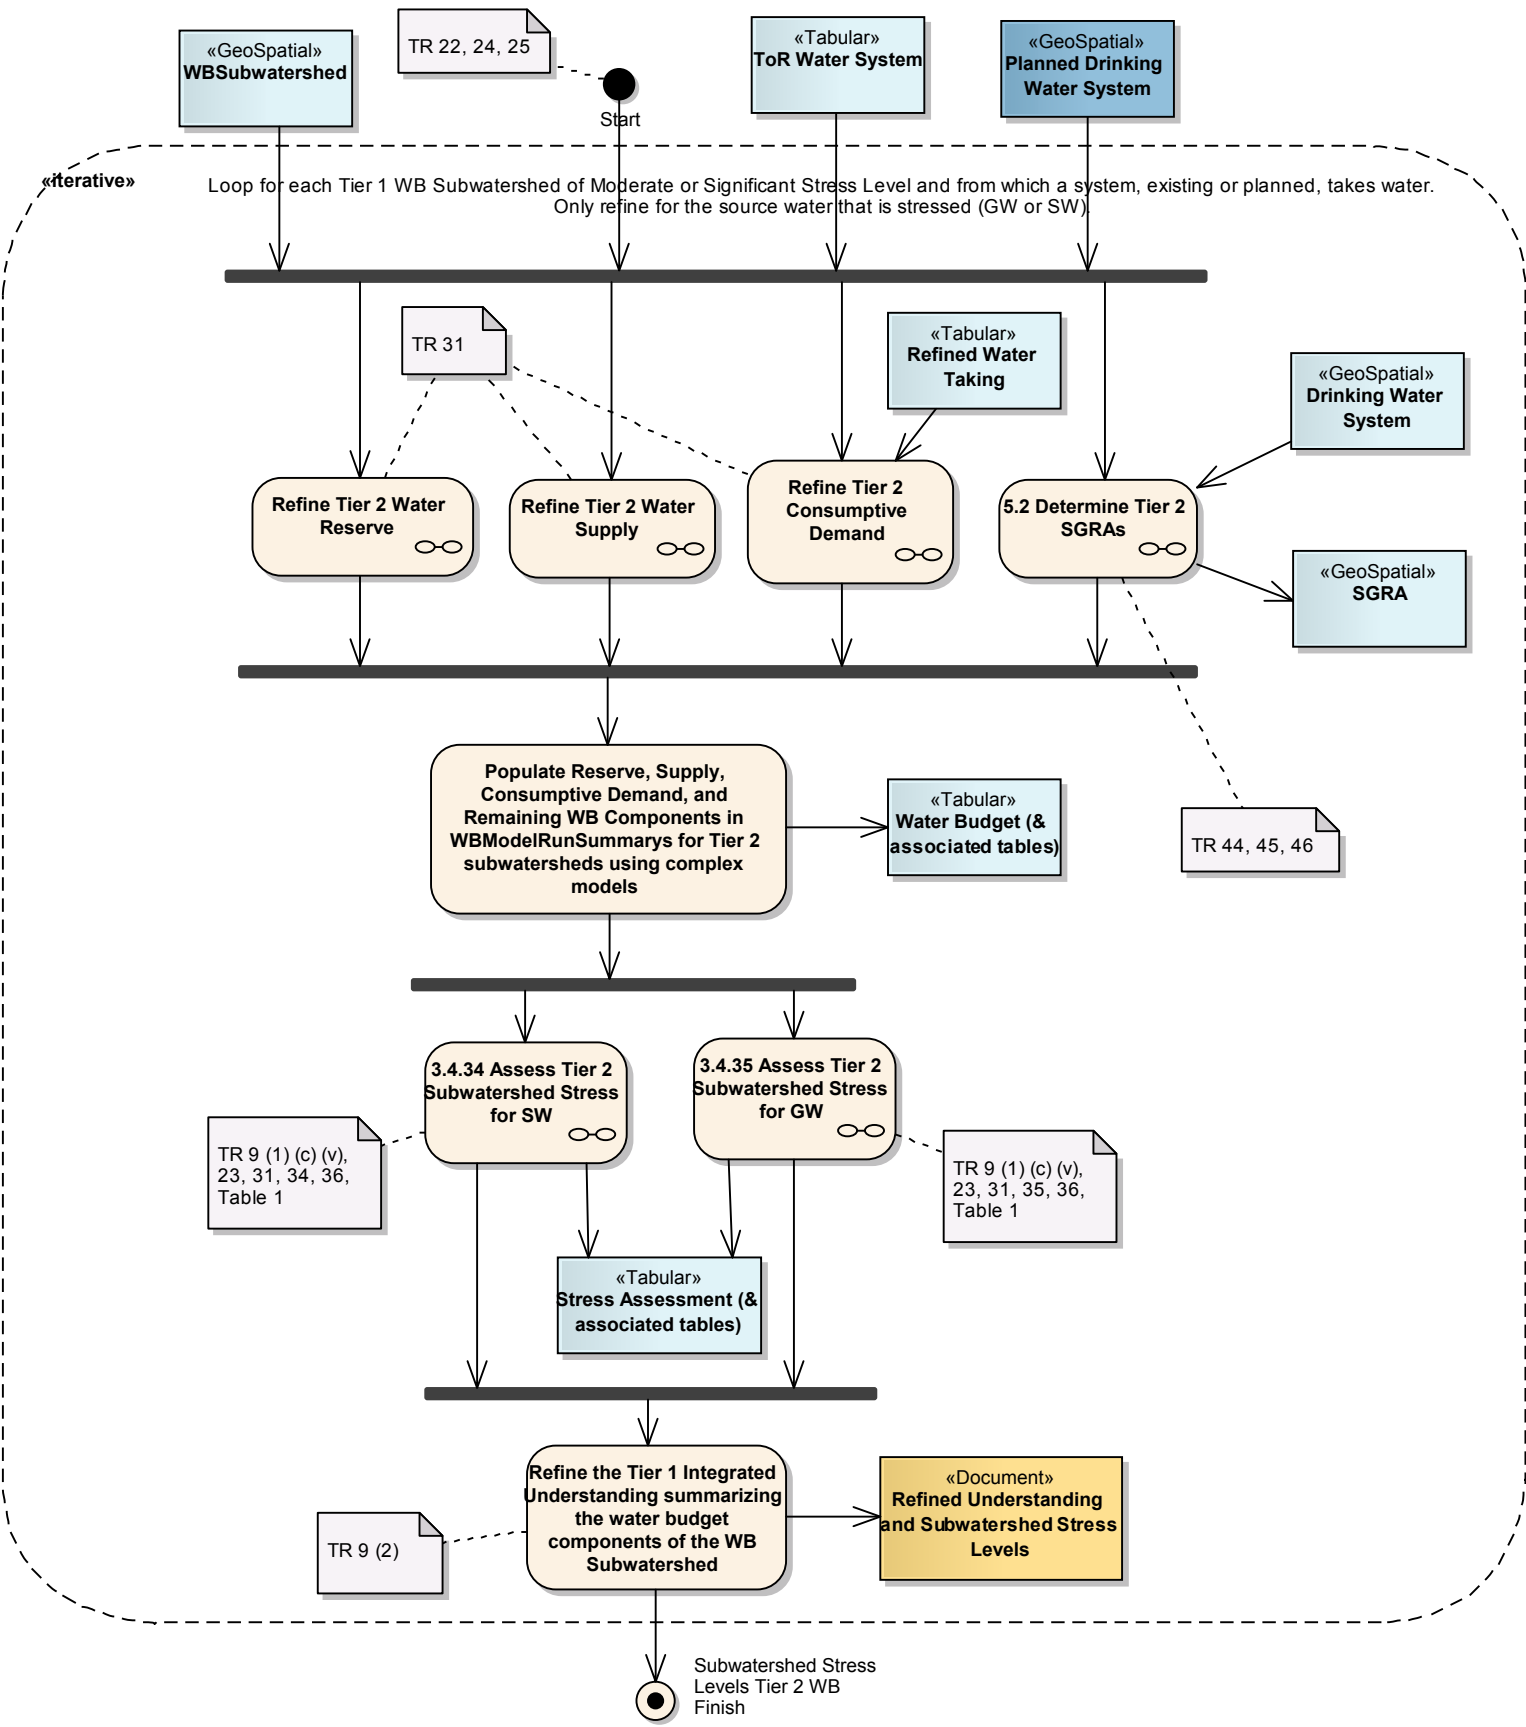 «GeoSpatial»
WBSubwatershed
TR 22, 24, 25
Start
«Tabular»
ToR Water System
«GeoSpatial»
Planned Drinking
Water System
«iterative»
Loop for each Tier 1 WB Subwatershed of Moderate or Significant Stress Level and from which a system, existing or planned, takes water.
Only refine for the source water that is stressed (GW or SW).
TR 31
«Tabular»
Refined Water
Taking
«GeoSpatial»
Drinking Water
System
Refine Tier 2 Water
Reserve
Refine Tier 2 Water
Supply
Refine Tier 2
Consumptive
Demand
5.2 Determine Tier 2
SGRAs
«GeoSpatial»
SGRA
Populate Reserve, Supply,
Consumptive Demand, and
Remaining WB Components in
WBModelRunSummarys for Tier 2
subwatersheds using complex
models
«Tabular»
Water Budget (&
associated tables)
TR 44, 45, 46
3.4.34 Assess Tier 2
Subwatershed Stress
for SW
3.4.35 Assess Tier 2
Subwatershed Stress
for GW
TR 9 (1) (c) (v),
23, 31, 34, 36,
Table 1
TR 9 (1) (c) (v),
23, 31, 35, 36,
Table 1
«Tabular»
Stress Assessment (&
associated tables)
Refine the Tier 1 Integrated
Understanding summarizing
the water budget
components of the WB
Subwatershed
«Document»
Refined Understanding
and Subwatershed Stress
Levels
TR 9 (2)
Subwatershed Stress
Levels Tier 2 WB
Finish